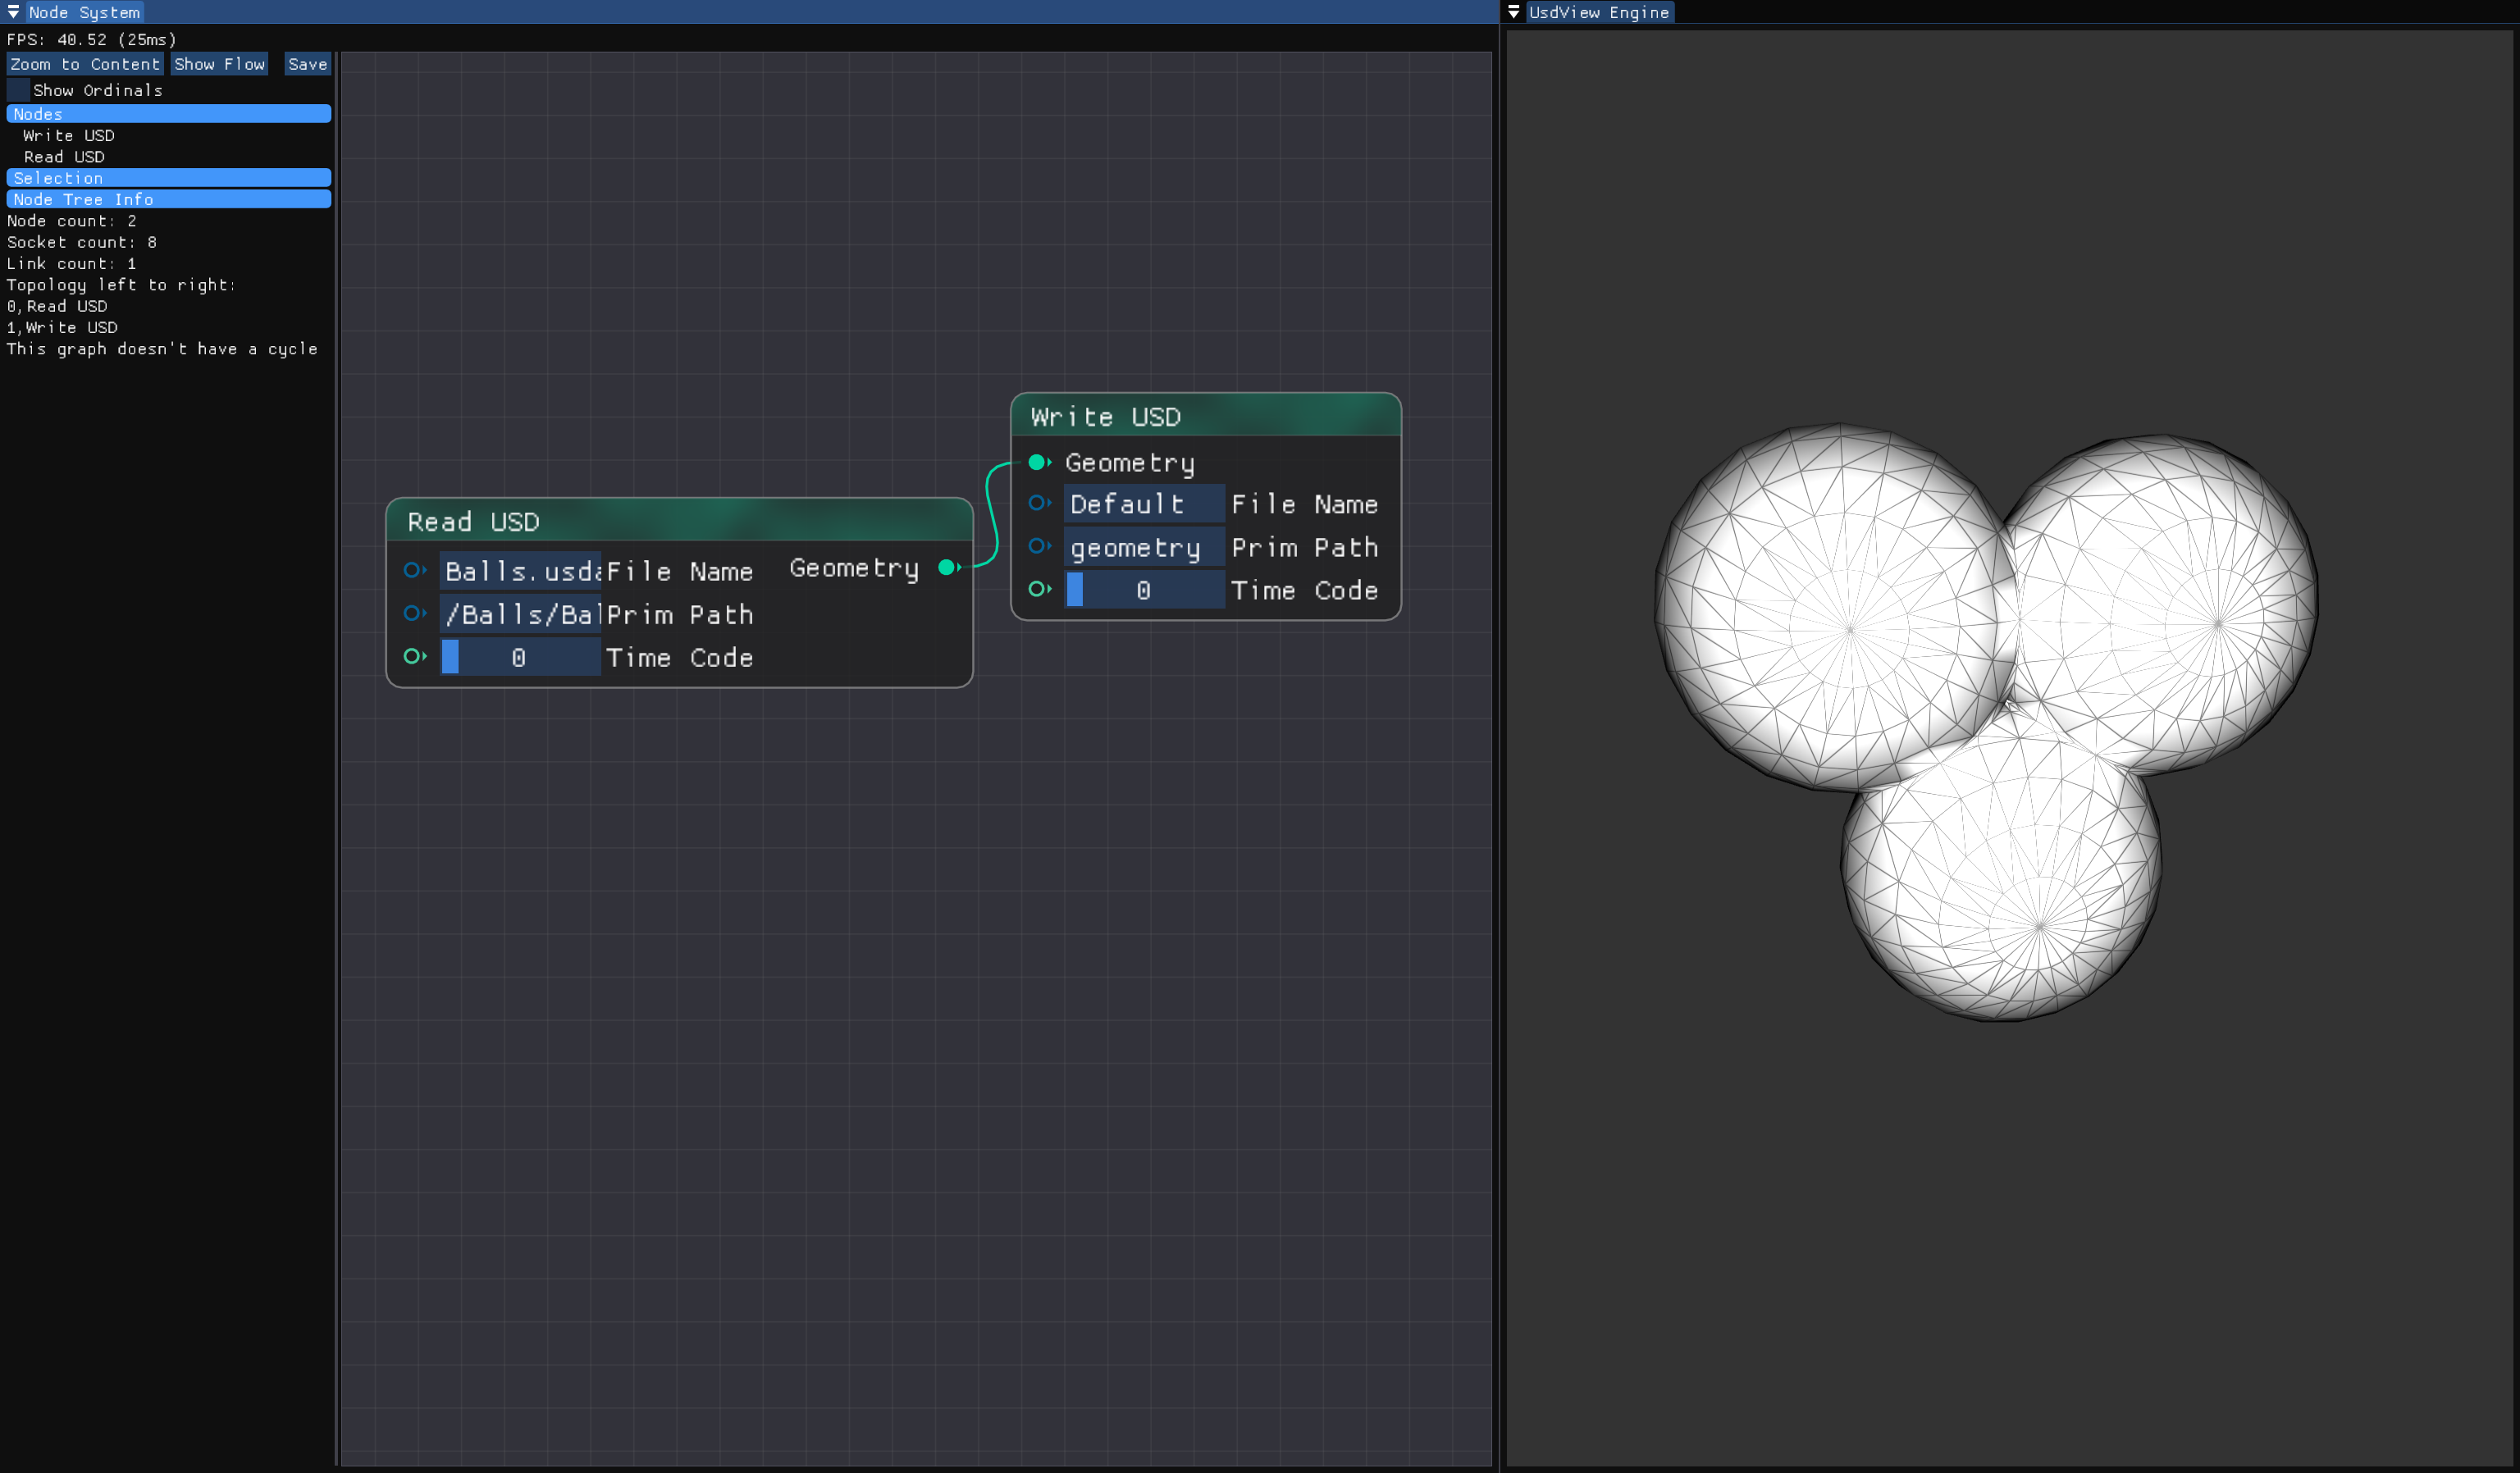 Node System
FPS: 40.52 (25ms)
Zoom to Content Show Flow Save
Show Ordinals
Nodes
Write USD
Read USD
Selection
Node Tree Info
Node count: 2
Socket count: 8
Link count: 1
Topology left to right:
0,Read USD
1,Write USD
This graph doesn't have a cycle
Read USD
Balls.usda File Name Geometry
/Balls/Bal Prim Path
0 Time Code
Write USD
Geometry
Default File Name
geometry Prim Path
0 Time Code
UsdView Engine